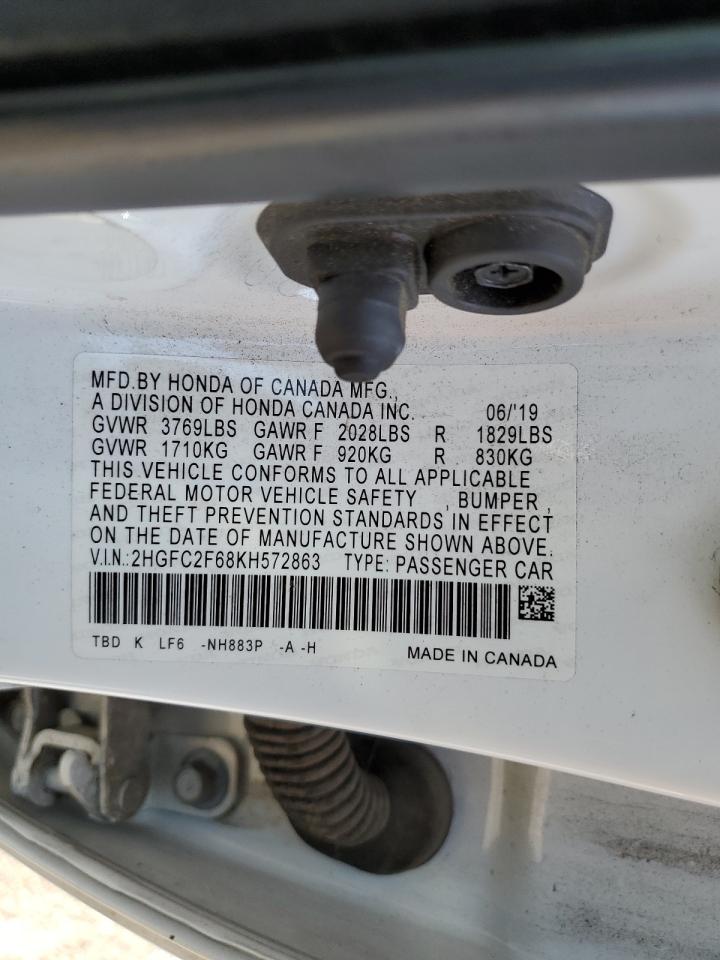 MFD.BY HONDA OF CANADA MFG.,
A DIVISION OF HONDA CANADA INC. 06/'19
GVWR 3769LBS GAWR F 2028LBS R 1829LBS
GVWR 1710KG GAWR F 920KG R 830KG
THIS VEHICLE CONFORMS TO ALL APPLICABLE
FEDERAL MOTOR VEHICLE SAFETY , BUMPER ,
AND THEFT PREVENTION STANDARDS IN EFFECT
ON THE DATE OF MANUFACTURE SHOWN ABOVE.
V.I.N.:2HGFC2F68KH572863 TYPE: PASSENGER CAR
TBD K LF6 -NH883P -A -H MADE IN CANADA